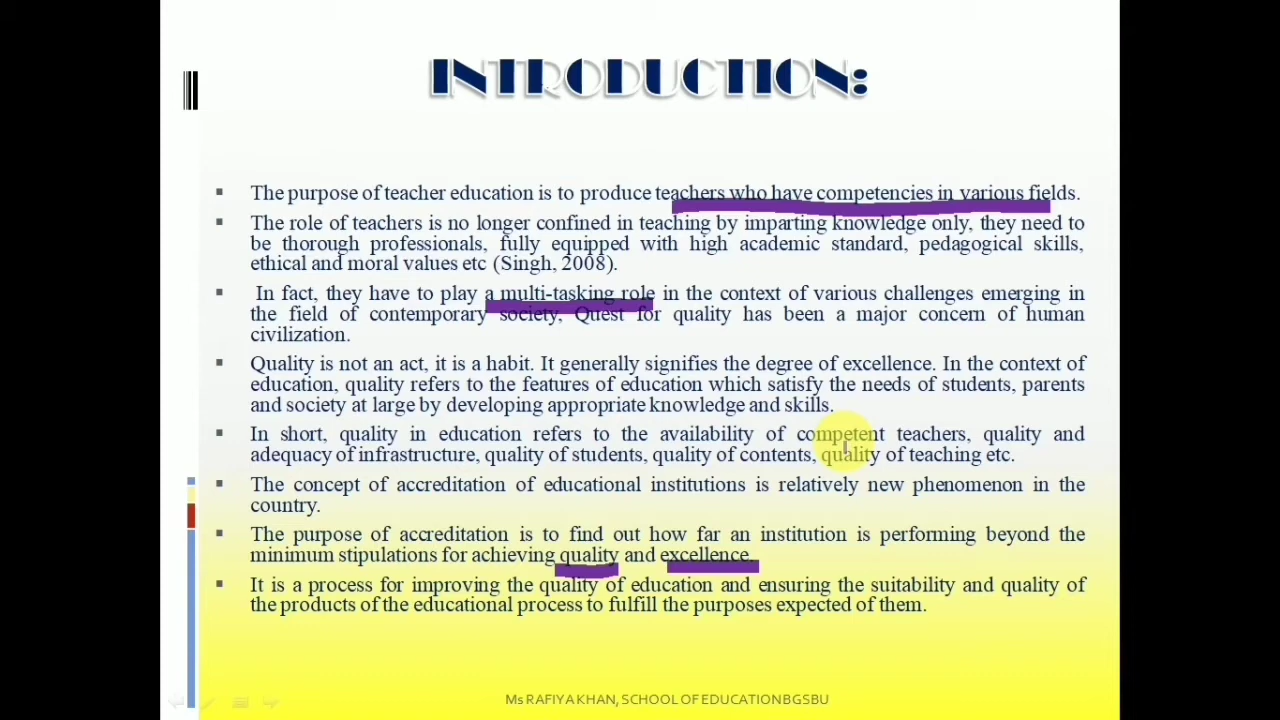 INTRODUCTION:
▪ The purpose of teacher education is to produce teachers who have competencies in various fields.
▪ The role of teachers is no longer confined in teaching by imparting knowledge only, they need to
be thorough professionals, fully equipped with high academic standard, pedagogical skills,
ethical and moral values etc (Singh, 2008).
▪ In fact, they have to play a multi-tasking role in the context of various challenges emerging in
the field of contemporary society, Quest for quality has been a major concern of human
civilization.
▪ Quality is not an act, it is a habit. It generally signifies the degree of excellence. In the context of
education, quality refers to the features of education which satisfy the needs of students, parents
and society at large by developing appropriate knowledge and skills.
▪ In short, quality in education refers to the availability of competent teachers, quality and
adequacy of infrastructure, quality of students, quality of contents, quality of teaching etc.
▪ The concept of accreditation of educational institutions is relatively new phenomenon in the
country.
▪ The purpose of accreditation is to find out how far an institution is performing beyond the
minimum stipulations for achieving quality and excellence.
▪ It is a process for improving the quality of education and ensuring the suitability and quality of
the products of the educational process to fulfill the purposes expected of them.
Ms RAFIYA KHAN, SCHOOL OF EDUCATION BGSBU